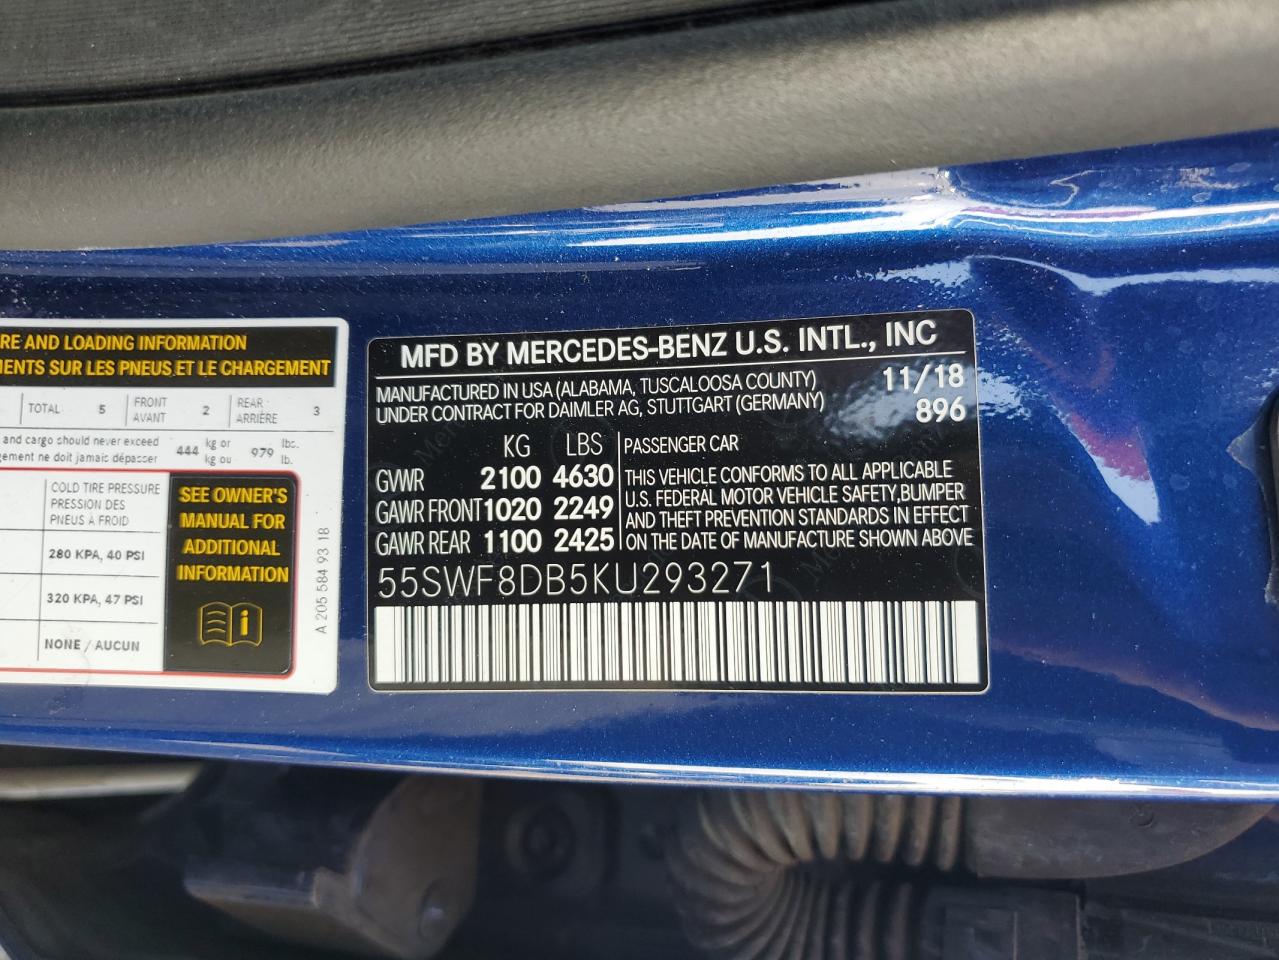 RE AND LOADING INFORMATION
ENTS SUR LES PNEUS ET LE CHARGEMENT
TOTAL 5 FRONT AVANT 2 REAR ARRIÈRE 3
and cargo should never exceed 444 kg or 979 lbs.
gement ne doit jamais dépasser kg ou lb.
COLD TIRE PRESSURE
PRESSION DES
PNEUS À FROID
280 KPA, 40 PSI
320 KPA, 47 PSI
NONE / AUCUN
SEE OWNER'S
MANUAL FOR
ADDITIONAL
INFORMATION
i
A 205 584 93 18
MFD BY MERCEDES-BENZ U.S. INTL., INC
MANUFACTURED IN USA (ALABAMA, TUSCALOOSA COUNTY) 11/18
UNDER CONTRACT FOR DAIMLER AG, STUTTGART (GERMANY) 896
KG LBS PASSENGER CAR
GVWR 2100 4630
GAWR FRONT 1020 2249
GAWR REAR 1100 2425
THIS VEHICLE CONFORMS TO ALL APPLICABLE
U.S. FEDERAL MOTOR VEHICLE SAFETY,BUMPER
AND THEFT PREVENTION STANDARDS IN EFFECT
ON THE DATE OF MANUFACTURE SHOWN ABOVE
55SWF8DB5KU293271